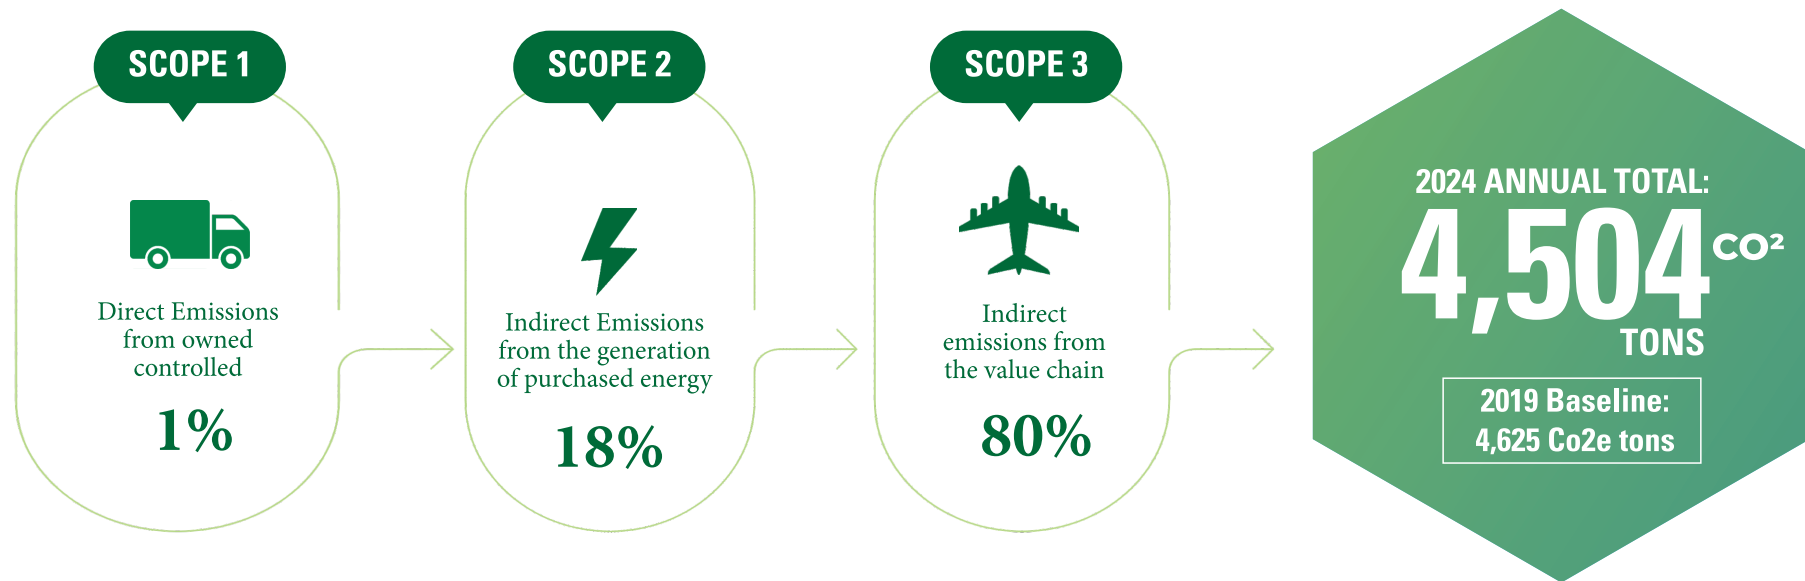 SCOPE 1
Direct Emissions
from owned
controlled
1%
SCOPE 2
Indirect Emissions
from the generation
of purchased energy
18%
SCOPE 3
Indirect
emissions from
the value chain
80%
2024 ANNUAL TOTAL:
4,504 CO²
TONS
2019 Baseline:
4,625 Co2e tons